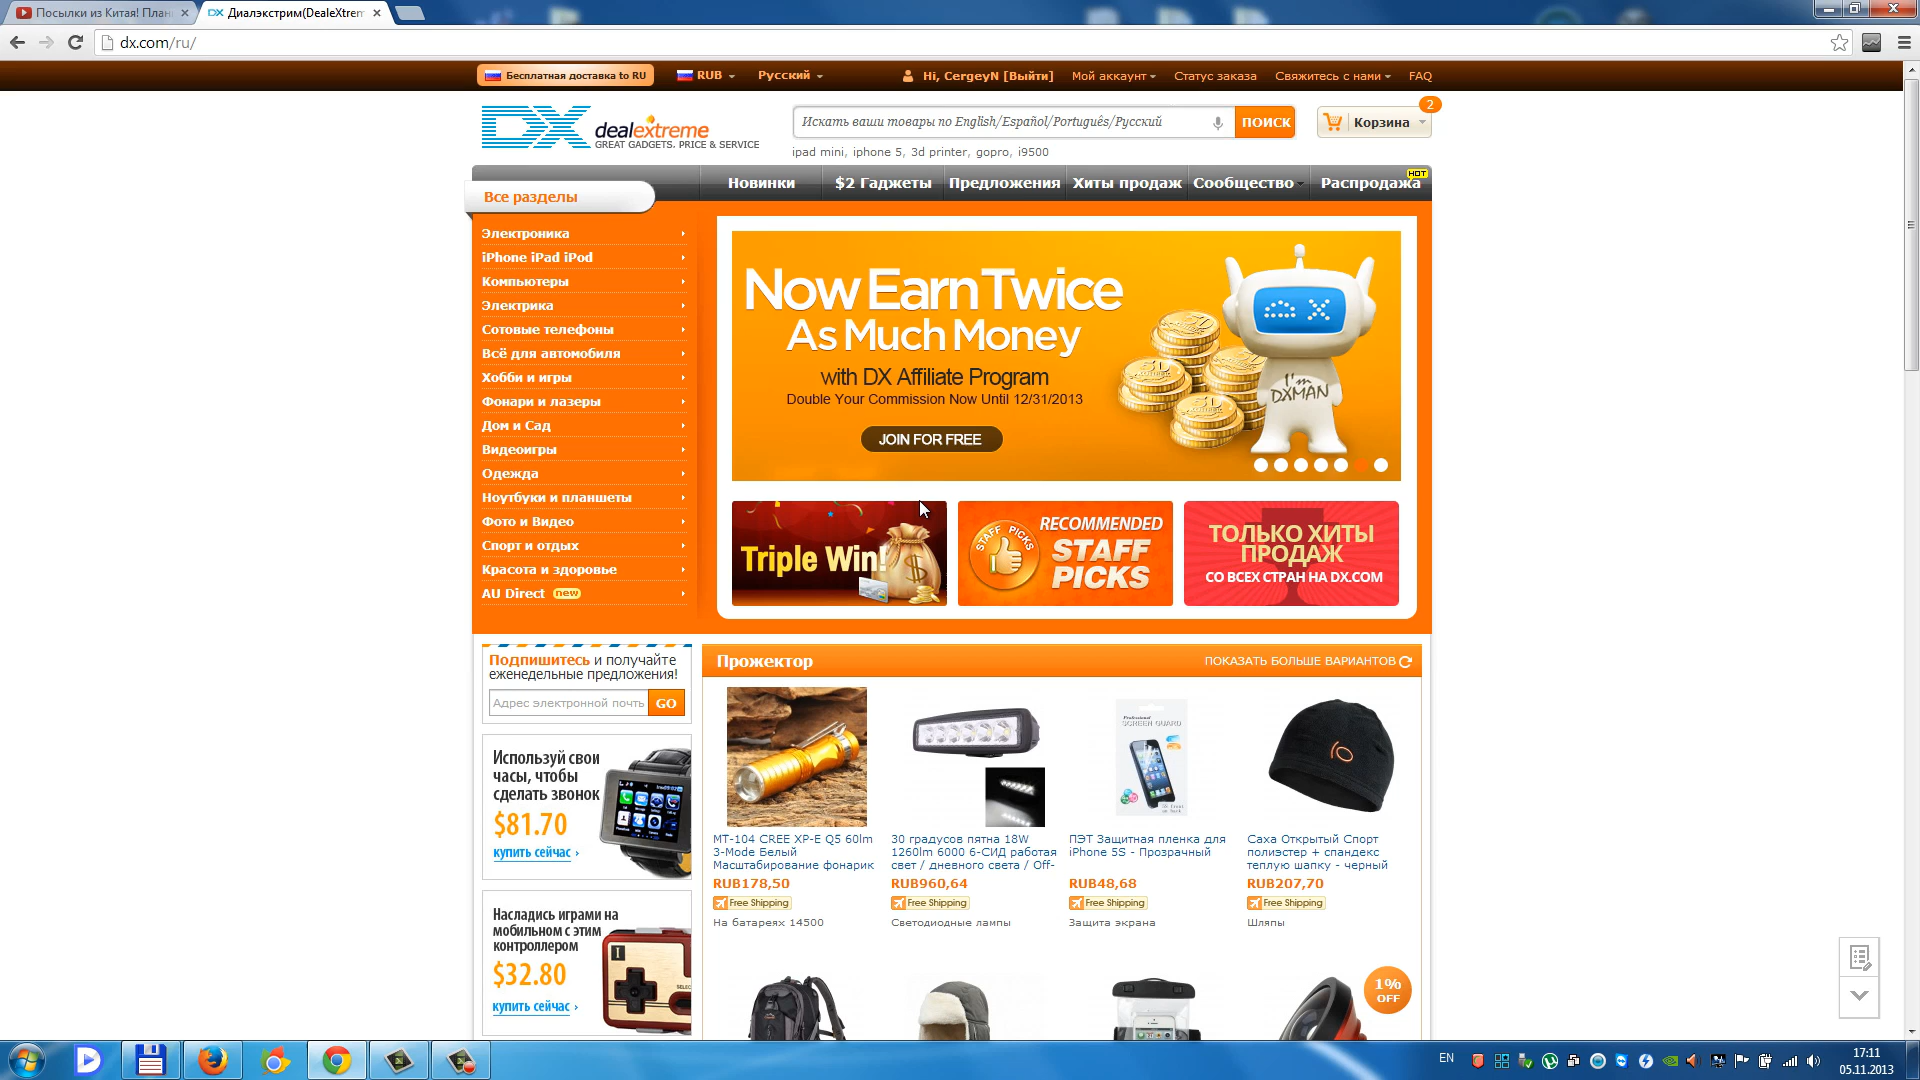 Посылки из Китая! План
Диалэкстрим(DealeXtrem
dx.com/ru/
Бесплатная доставка to RU
RUB
Русский
Hi, CergeyN [Выйти]
Мой аккаунт
Статус заказа
Свяжитесь с нами
FAQ
DX dealextreme
GREAT GADGETS. PRICE & SERVICE
Искать ваши товары по English/Español/Português/Русский
ПОИСК
Корзина
2
ipad mini, iphone 5, 3d printer, gopro, i9500
Все разделы
Новинки
$2 Гаджеты
Предложения
Хиты продаж
Сообщество
Распродажа
HOT
Электроника
iPhone iPad iPod
Компьютеры
Электрика
Сотовые телефоны
Всё для автомобиля
Хобби и игры
Фонари и лазеры
Дом и Сад
Видеоигры
Одежда
Ноутбуки и планшеты
Фото и Видео
Спорт и отдых
Красота и здоровье
AU Direct new
Now Earn Twice
As Much Money
with DX Affiliate Program
Double Your Commission Now Until 12/31/2013
JOIN FOR FREE
I'm
DXMAN
Triple Win!
STAFF PICKS
RECOMMENDED
STAFF
PICKS
ТОЛЬКО ХИТЫ
ПРОДАЖ
СО ВСЕХ СТРАН НА DX.COM
Подпишитесь и получайте
еженедельные предложения!
Адрес электронной почть
GO
Используй свои
часы, чтобы
сделать звонок
$81.70
купить сейчас ›
Насладись играми на
мобильном с этим
контроллером
$32.80
купить сейчас ›
Прожектор
ПОКАЗАТЬ БОЛЬШЕ ВАРИАНТОВ
Professional
SCREEN GUARD
MT-104 CREE XP-E Q5 60lm
3-Mode Белый
Масштабирование фонарик
RUB178,50
Free Shipping
На батареях 14500
30 градусов пятна 18W
1260lm 6000 6-СИД работая
свет / дневного света / Off-
RUB960,64
Free Shipping
Светодиодные лампы
ПЭТ Защитная пленка для
iPhone 5S - Прозрачный
RUB48,68
Free Shipping
Защита экрана
Саха Открытый Спорт
полиэстер + спандекс
теплую шапку - черный
RUB207,70
Free Shipping
Шляпы
1%
OFF
EN
17:11
05.11.2013